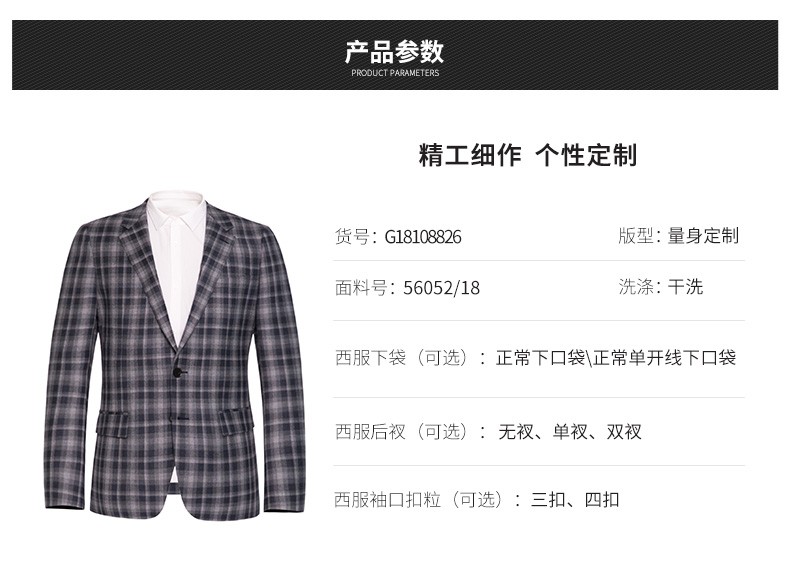 产品参数
PRODUCT PARAMETERS
精工细作 个性定制
货号：G18108826 版型：量身定制
面料号：56052/18 洗涤：干洗
西服下袋（可选）：正常下口袋\正常单开线下口袋
西服后衩（可选）：无衩、单衩、双衩
西服袖口扣粒（可选）：三扣、四扣